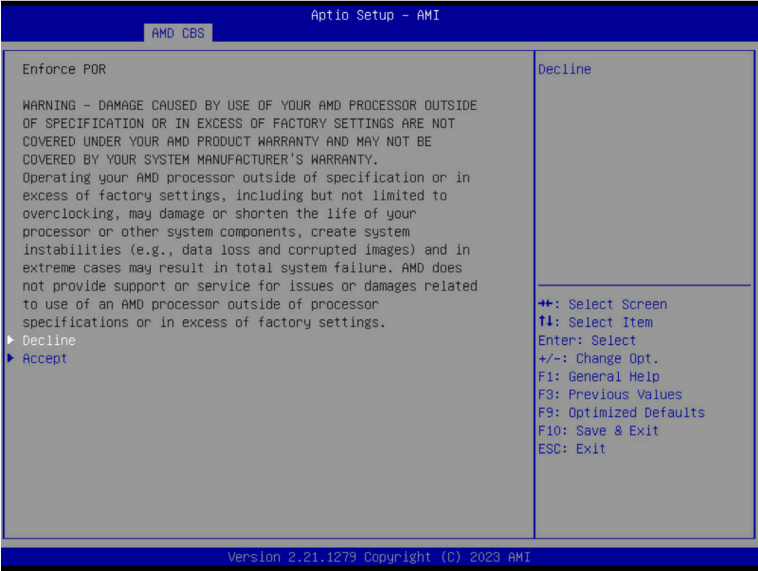 Aptio Setup – AMI
AMD CBS
Enforce POR
WARNING – DAMAGE CAUSED BY USE OF YOUR AMD PROCESSOR OUTSIDE
OF SPECIFICATION OR IN EXCESS OF FACTORY SETTINGS ARE NOT
COVERED UNDER YOUR AMD PRODUCT WARRANTY AND MAY NOT BE
COVERED BY YOUR SYSTEM MANUFACTURER'S WARRANTY.
Operating your AMD processor outside of specification or in
excess of factory settings, including but not limited to
overclocking, may damage or shorten the life of your
processor or other system components, create system
instabilities (e.g., data loss and corrupted images) and in
extreme cases may result in total system failure. AMD does
not provide support or service for issues or damages related
to use of an AMD processor outside of processor
specifications or in excess of factory settings.
Decline
Accept
Decline
→←: Select Screen
↑↓: Select Item
Enter: Select
+/-: Change Opt.
F1: General Help
F3: Previous Values
F9: Optimized Defaults
F10: Save & Exit
ESC: Exit
Version 2.21.1279 Copyright (C) 2023 AMI